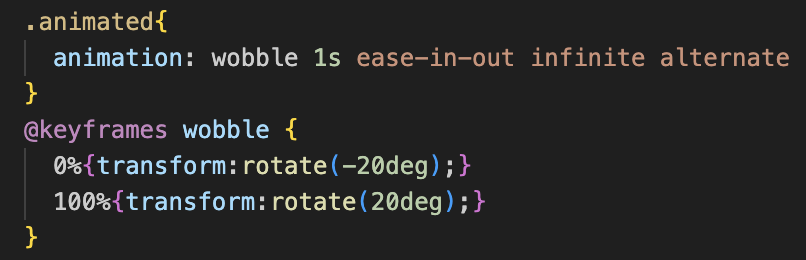 .animated{
animation: wobble 1s ease-in-out infinite alternate
}
@keyframes wobble {
0%{transform:rotate(-20deg);}
100%{transform:rotate(20deg);}
}